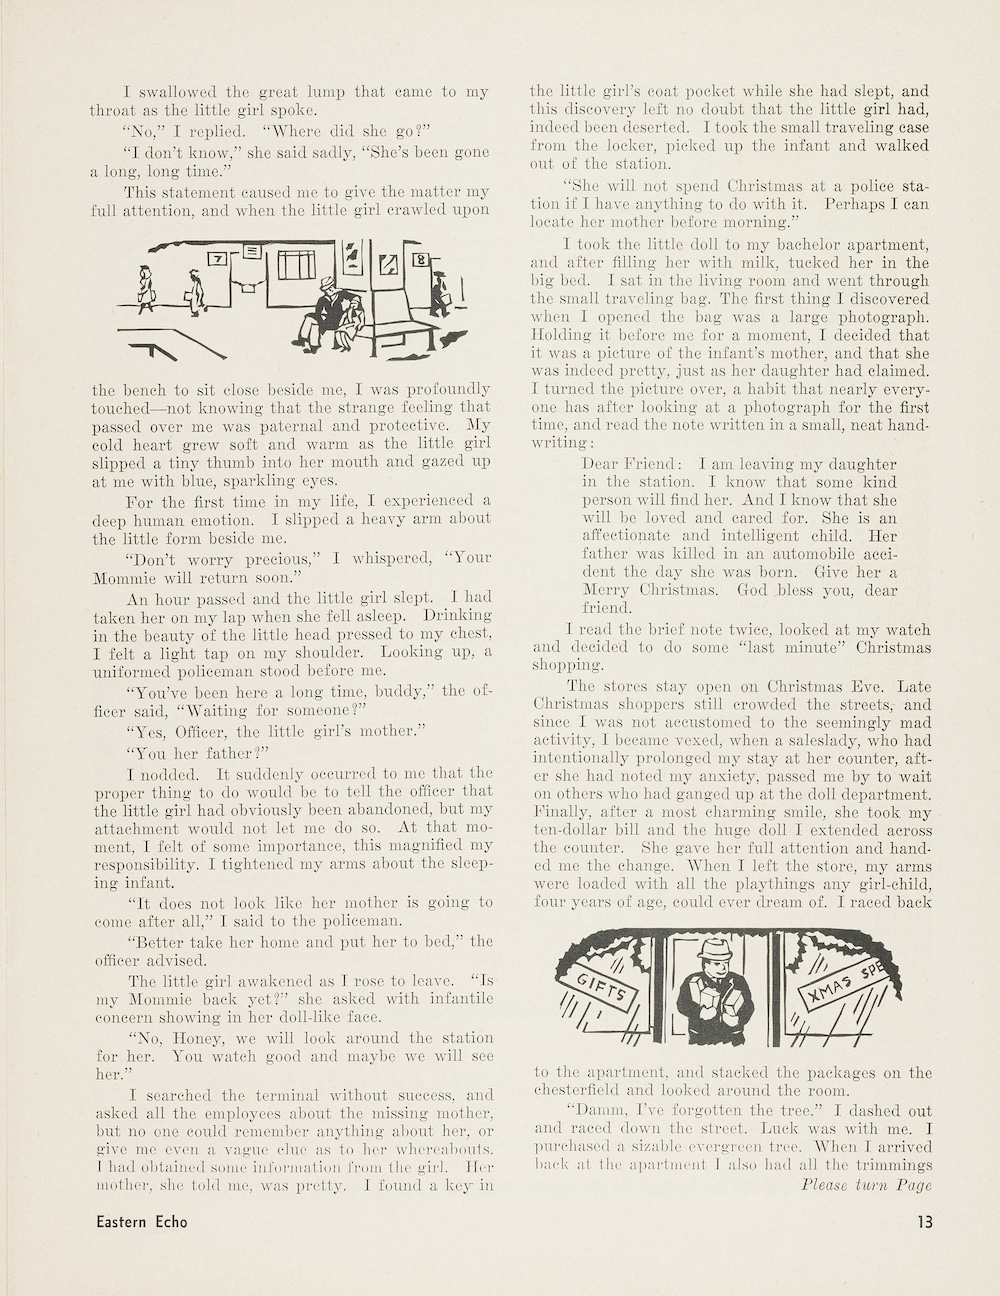 I swallowed the great lump that came to my
throat as the little girl spoke.
"No," I replied. "Where did she go?"
"I don't know," she said sadly, "She's been gone
a long, long time."
This statement caused me to give the matter my
full attention, and when the little girl crawled upon
7
8
the bench to sit close beside me, I was profoundly
touched—not knowing that the strange feeling that
passed over me was paternal and protective. My
cold heart grew soft and warm as the little girl
slipped a tiny thumb into her mouth and gazed up
at me with blue, sparkling eyes.
For the first time in my life, I experienced a
deep human emotion. I slipped a heavy arm about
the little form beside me.
"Don't worry precious," I whispered, "Your
Mommie will return soon."
An hour passed and the little girl slept. I had
taken her on my lap when she fell asleep. Drinking
in the beauty of the little head pressed to my chest,
I felt a light tap on my shoulder. Looking up, a
uniformed policeman stood before me.
"You've been here a long time, buddy," the of-
ficer said, "Waiting for someone?"
"Yes, Officer, the little girl's mother."
"You her father?"
I nodded. It suddenly occurred to me that the
proper thing to do would be to tell the officer that
the little girl had obviously been abandoned, but my
attachment would not let me do so. At that mo-
ment, I felt of some importance, this magnified my
responsibility. I tightened my arms about the sleep-
ing infant.
"It does not look like her mother is going to
come after all," I said to the policeman.
"Better take her home and put her to bed," the
officer advised.
The little girl awakened as I rose to leave. "Is
my Mommie back yet?" she asked with infantile
concern showing in her doll-like face.
"No, Honey, we will look around the station
for her. You watch good and maybe we will see
her."
I searched the terminal without success, and
asked all the employees about the missing mother,
but no one could remember anything about her, or
give me even a vague clue as to her whereabouts.
I had obtained some information from the girl. Her
mother, she told me, was pretty. I found a key in
the little girl's coat pocket while she had slept, and
this discovery left no doubt that the little girl had,
indeed been deserted. I took the small traveling case
from the locker, picked up the infant and walked
out of the station.
"She will not spend Christmas at a police sta-
tion if I have anything to do with it. Perhaps I can
locate her mother before morning."
I took the little doll to my bachelor apartment,
and after filling her with milk, tucked her in the
big bed. I sat in the living room and went through
the small traveling bag. The first thing I discovered
when I opened the bag was a large photograph.
Holding it before me for a moment, I decided that
it was a picture of the infant's mother, and that she
was indeed pretty, just as her daughter had claimed.
I turned the picture over, a habit that nearly every-
one has after looking at a photograph for the first
time, and read the note written in a small, neat hand-
writing:
Dear Friend: I am leaving my daughter
in the station. I know that some kind
person will find her. And I know that she
will be loved and cared for. She is an
affectionate and intelligent child. Her
father was killed in an automobile acci-
dent the day she was born. Give her a
Merry Christmas. God bless you, dear
friend.
I read the brief note twice, looked at my watch
and decided to do some "last minute" Christmas
shopping.
The stores stay open on Christmas Eve. Late
Christmas shoppers still crowded the streets, and
since I was not accustomed to the seemingly mad
activity, I became vexed, when a saleslady, who had
intentionally prolonged my stay at her counter, aft-
er she had noted my anxiety, passed me by to wait
on others who had ganged up at the doll department.
Finally, after a most charming smile, she took my
ten-dollar bill and the huge doll I extended across
the counter. She gave her full attention and hand-
ed me the change. When I left the store, my arms
were loaded with all the playthings any girl-child,
four years of age, could ever dream of. I raced back
GIFTS
XMAS SPE
to the apartment, and stacked the packages on the
chesterfield and looked around the room.
"Damm, I've forgotten the tree." I dashed out
and raced down the street. Luck was with me. I
purchased a sizable evergreen tree. When I arrived
back at the apartment I also had all the trimmings
Please turn Page
Eastern Echo
13